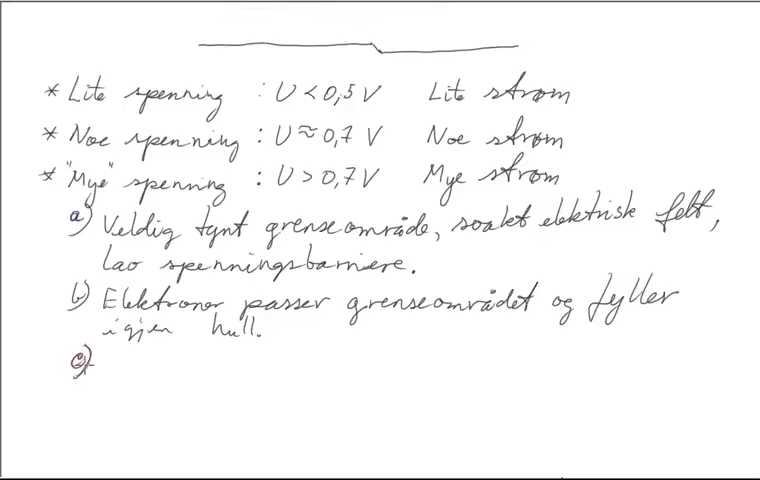 * Lite spenning : U < 0,5 V Lite strøm
* Noe spenning : U ≈ 0,7 V Noe strøm
* "Mye" spenning : U > 0,7 V Mye strøm
a) Veldig tynt grenseområde, svakt elektrisk felt,
lav spenningsbarriere.
b) Elektroner passer grenseområdet og fyller
igjen hull.
c)